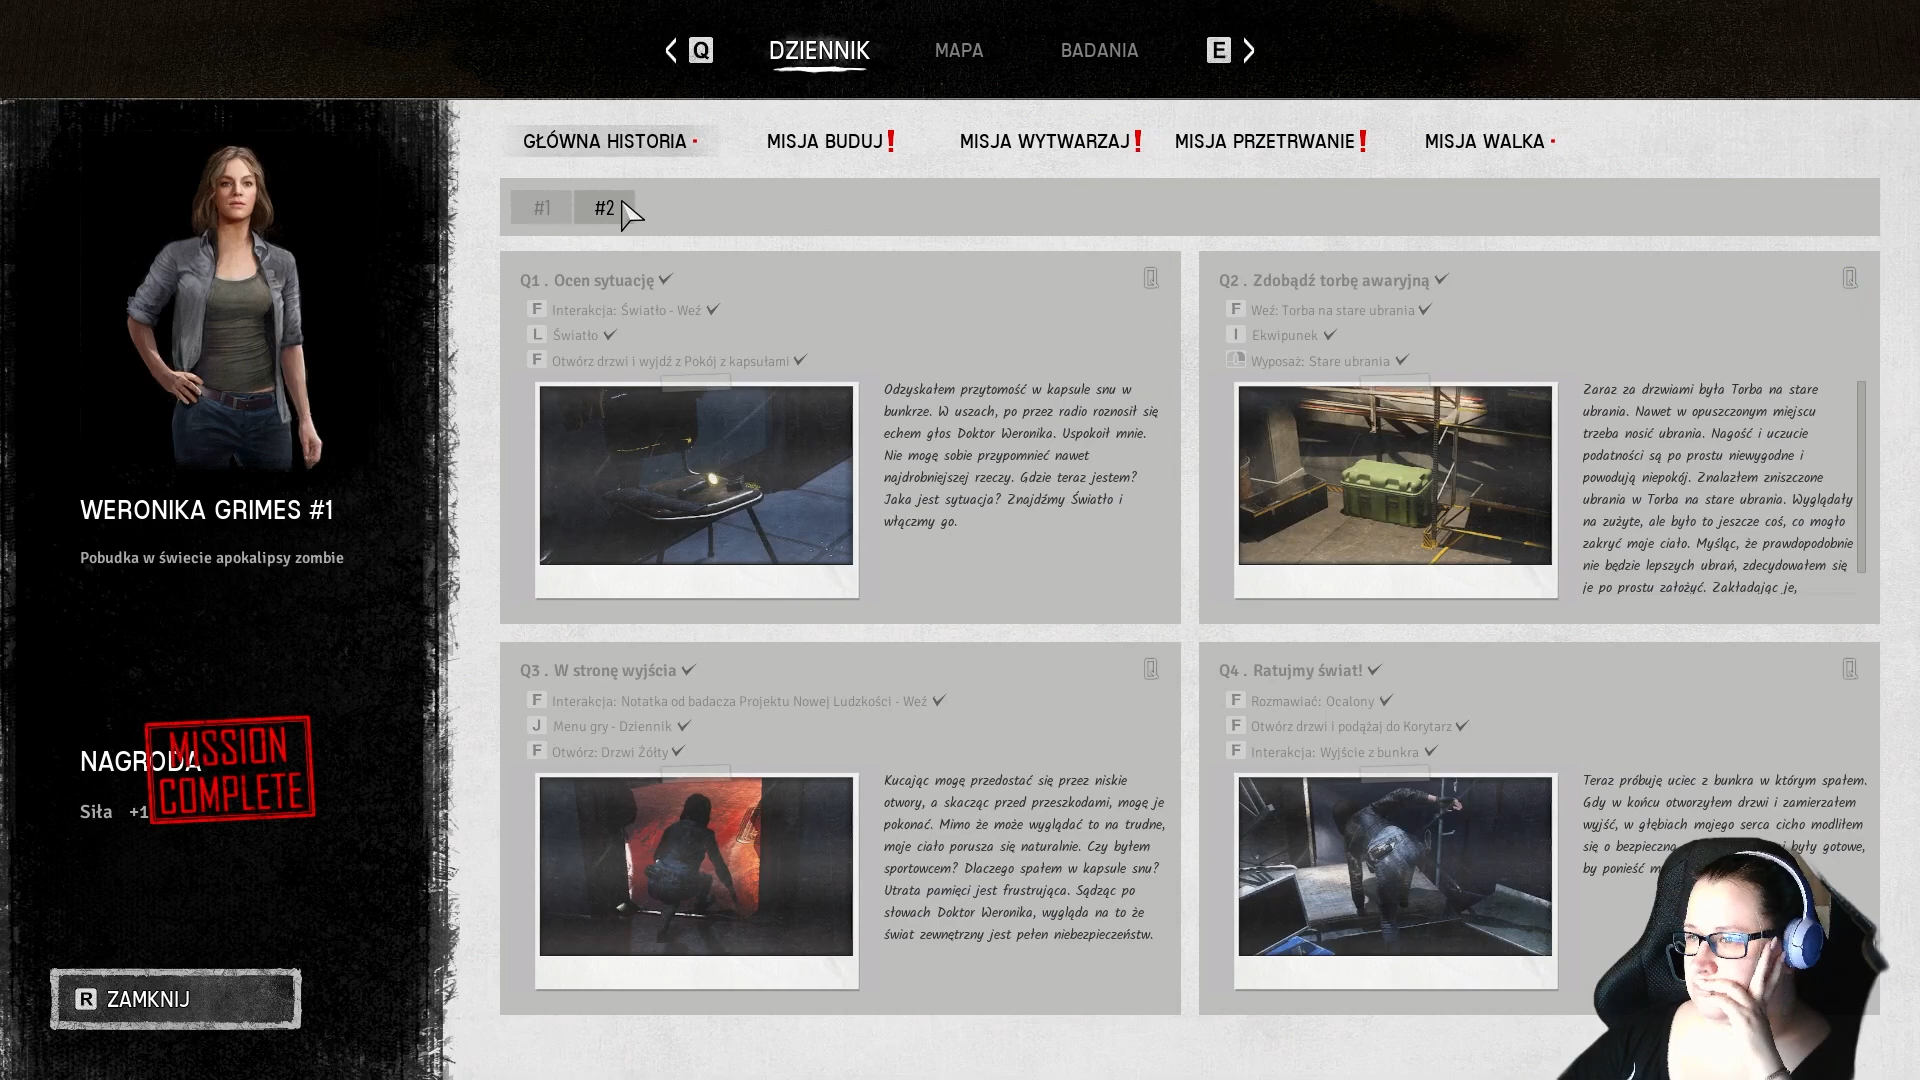 Q DZIENNIK MAPA BADANIA E
GŁÓWNA HISTORIA MISJA BUDUJ! MISJA WYTWARZAJ! MISJA PRZETRWANIE! MISJA WALKA
#1 #2
WERONIKA GRIMES #1
Pobudka w świecie apokalipsy zombie
NAGRODA
Siła +1
MISSION
COMPLETE
R ZAMKNIJ
Q1 . Ocen sytuację
F Interakcja: Światło - Weź
L Światło
F Otwórz drzwi i wyjdź z Pokój z kapsułami
Odzyskałem przytomość w kapsule snu w
bunkrze. W uszach, po przez radio roznosił się
echem głos Doktor Weronika. Uspokoił mnie.
Nie mogę sobie przypomnieć nawet
najdrobniejszej rzeczy. Gdzie teraz jestem?
Jaka jest sytuacja? Znajdźmy Światło i
włączmy go.
Q2 . Zdobądź torbę awaryjną
F Weź: Torba na stare ubrania
I Ekwipunek
Wyposaż: Stare ubrania
Zaraz za drzwiami była Torba na stare
ubrania. Nawet w opuszczonym miejscu
trzeba nosić ubrania. Nagość i uczucie
podatności są po prostu niewygodne i
powodują niepokój. Znalazłem zniszczone
ubrania w Torba na stare ubrania. Wyglądały
na zużyte, ale było to jeszcze coś, co mogło
zakryć moje ciało. Myśląc, że prawdopodobnie
nie będzie lepszych ubrań, zdecydowałem się
je po prostu założyć. Zakładając je,
Q3 . W stronę wyjścia
F Interakcja: Notatka od badacza Projektu Nowej Ludzkości - Weź
J Menu gry - Dziennik
F Otwórz: Drzwi Żółty
Kucając mogę przedostać się przez niskie
otwory, a skacząc przed przeszkodami, mogę je
pokonać. Mimo że może wyglądać to na trudne,
moje ciało porusza się naturalnie. Czy byłem
sportowcem? Dlaczego spałem w kapsule snu?
Utrata pamięci jest frustrująca. Sądząc po
słowach Doktor Weronika, wygląda na to że
świat zewnętrzny jest pełen niebezpieczeństw.
Q4 . Ratujmy świat!
F Rozmawiać: Ocalony
F Otwórz drzwi i podążaj do Korytarz
F Interakcja: Wyjście z bunkra
Teraz próbuję uciec z bunkra w którym spałem.
Gdy w końcu otworzyłem drzwi i zamierzałem
wyjść, w głębiach mojego serca cicho modliłem
się o były gotowe,
by ponieść